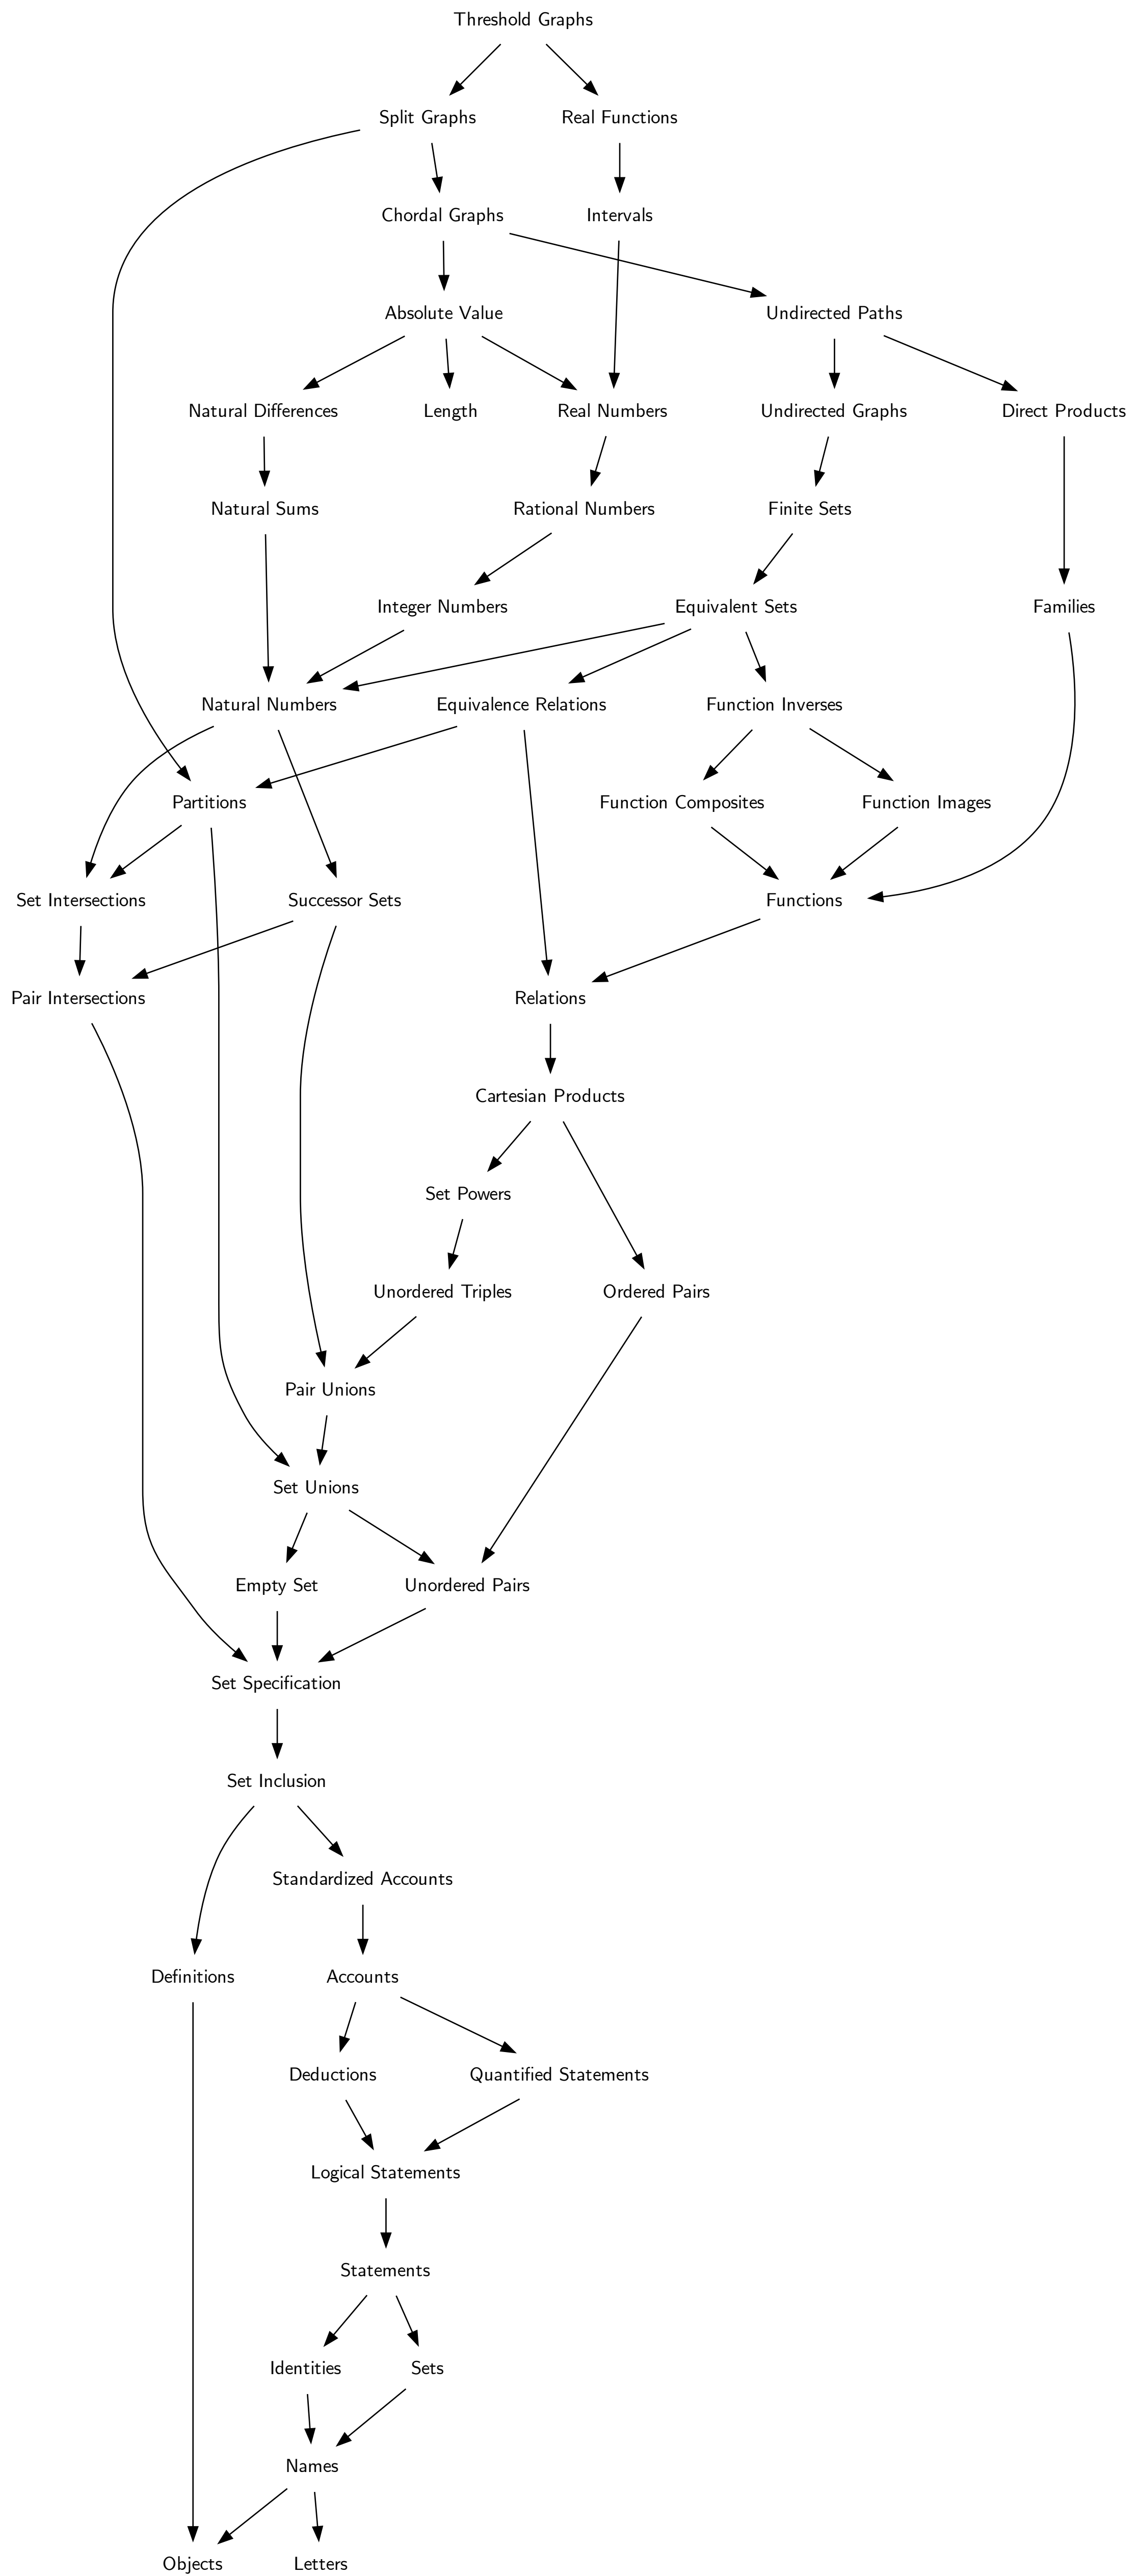 Threshold Graphs
Split Graphs
Real Functions
Chordal Graphs
Intervals
Absolute Value
Undirected Paths
Natural Differences
Length
Real Numbers
Undirected Graphs
Direct Products
Natural Sums
Rational Numbers
Finite Sets
Integer Numbers
Equivalent Sets
Families
Natural Numbers
Equivalence Relations
Function Inverses
Partitions
Function Composites
Function Images
Set Intersections
Successor Sets
Functions
Pair Intersections
Relations
Cartesian Products
Set Powers
Unordered Triples
Ordered Pairs
Pair Unions
Set Unions
Empty Set
Unordered Pairs
Set Specification
Set Inclusion
Standardized Accounts
Definitions
Accounts
Deductions
Quantified Statements
Logical Statements
Statements
Identities
Sets
Names
Objects
Letters